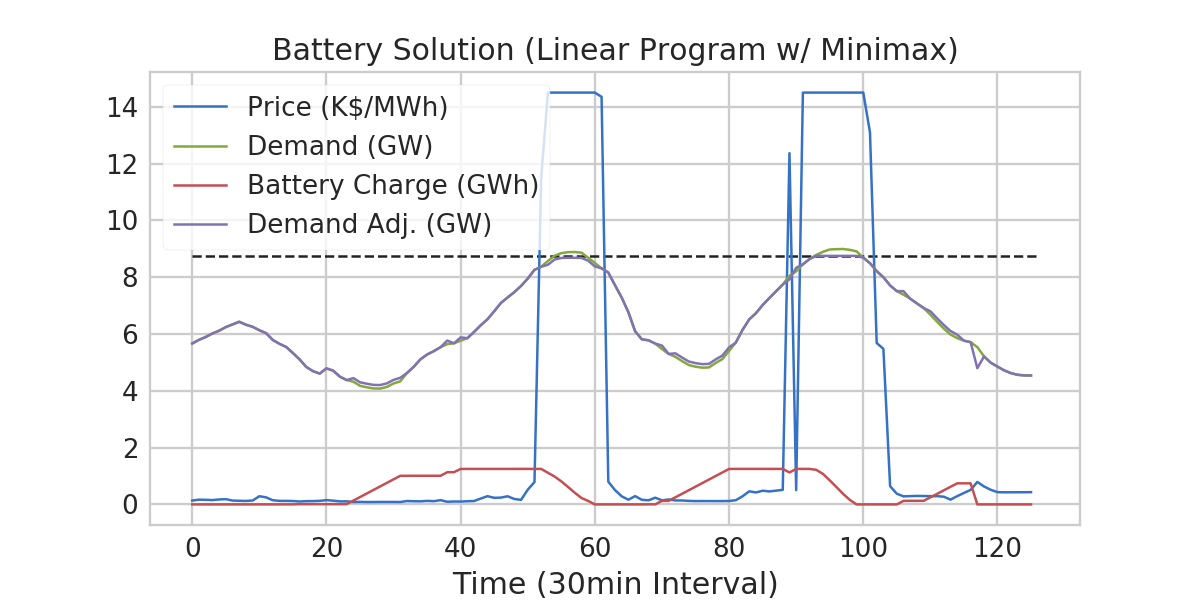 Battery Solution (Linear Program w/ Minimax)
14
12
10
8
6
4
2
0
Price (K$/MWh)
Demand (GW)
Battery Charge (GWh)
Demand Adj. (GW)
0 20 40 60 80 100 120
Time (30min Interval)